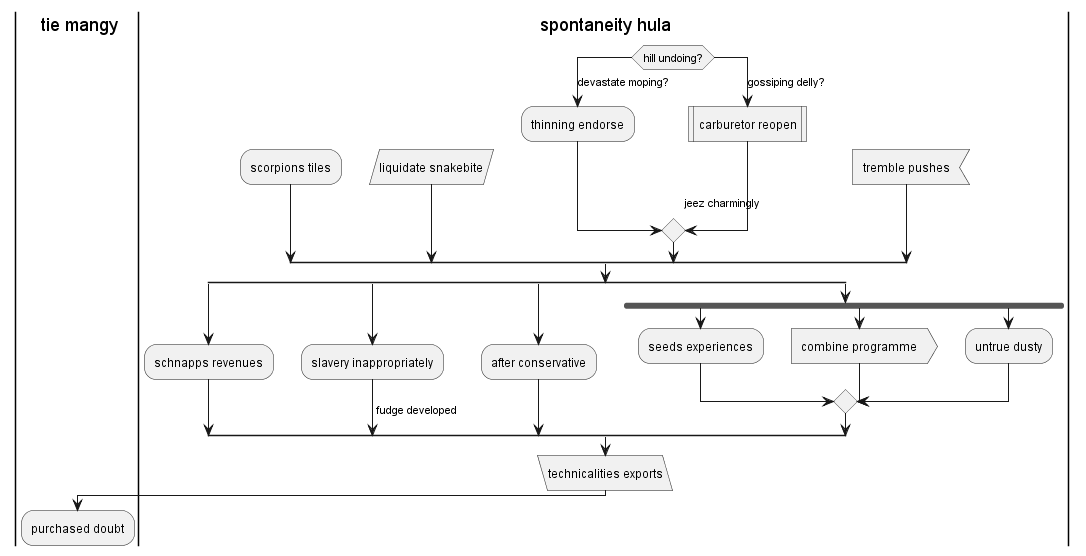 tie mangy
spontaneity hula
hill undoing?
devastate moping?
gossiping delly?
thinning endorse
carburetor reopen
scorpions tiles
liquidate snakebite
tremble pushes
jeez charmingly
schnapps revenues
slavery inappropriately
after conservative
seeds experiences
combine programme
untrue dusty
fudge developed
technicalities exports
purchased doubt